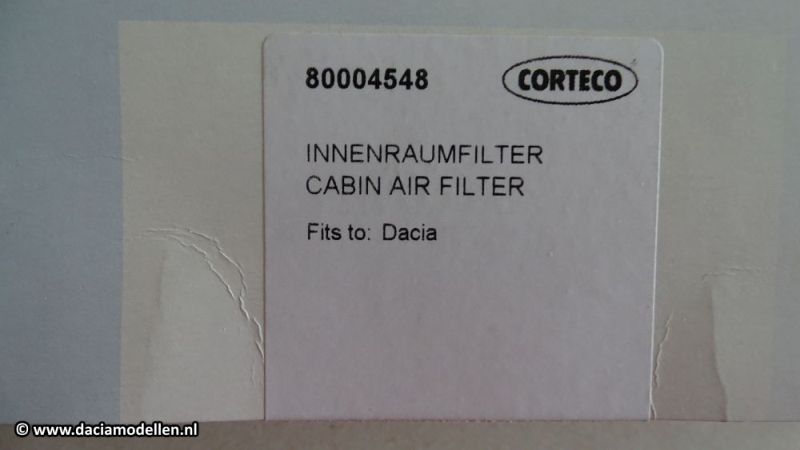 80004548 CORTECO
INNENRAUMFILTER
CABIN AIR FILTER
Fits to: Dacia
© www.daciamodellen.nl